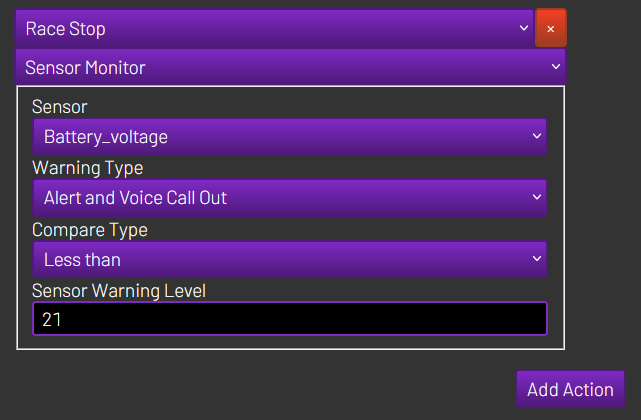 Race Stop
×
Sensor Monitor
Sensor
Battery_voltage
Warning Type
Alert and Voice Call Out
Compare Type
Less than
Sensor Warning Level
21
Add Action